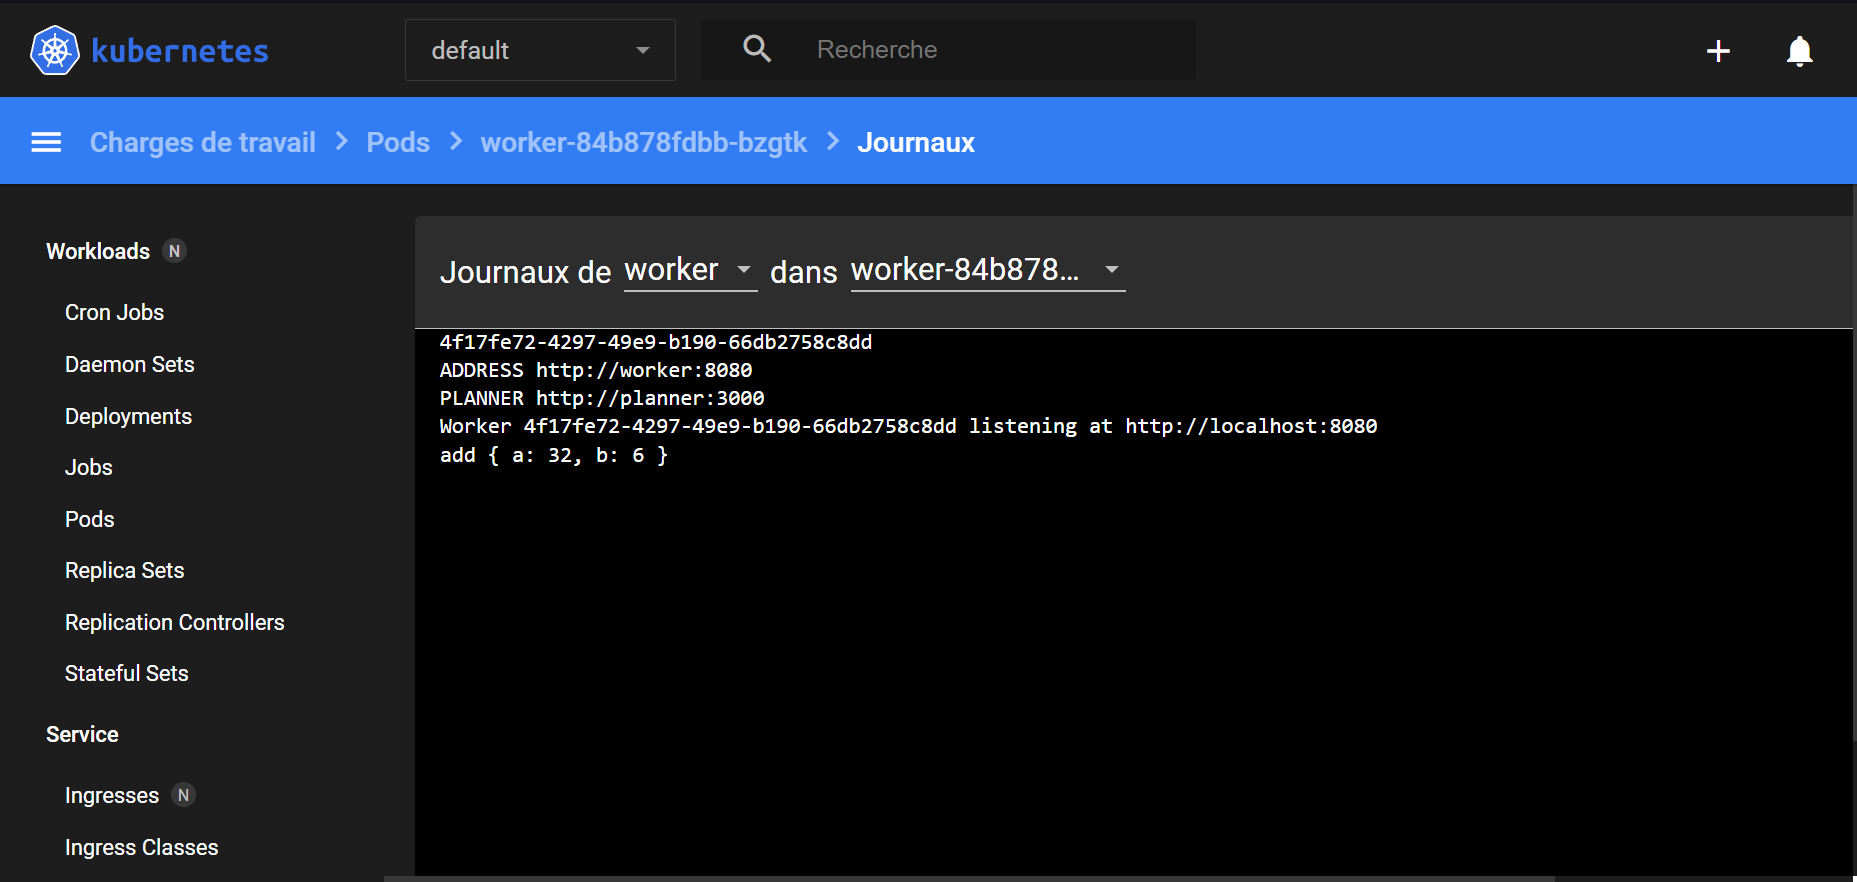 kubernetes
default
Recherche
Charges de travail > Pods > worker-84b878fdbb-bzgtk > Journaux
Workloads N
Cron Jobs
Daemon Sets
Deployments
Jobs
Pods
Replica Sets
Replication Controllers
Stateful Sets
Service
Ingresses N
Ingress Classes
Journaux de worker dans worker-84b878...
4f17fe72-4297-49e9-b190-66db2758c8dd
ADDRESS http://worker:8080
PLANNER http://planner:3000
Worker 4f17fe72-4297-49e9-b190-66db2758c8dd listening at http://localhost:8080
add { a: 32, b: 6 }